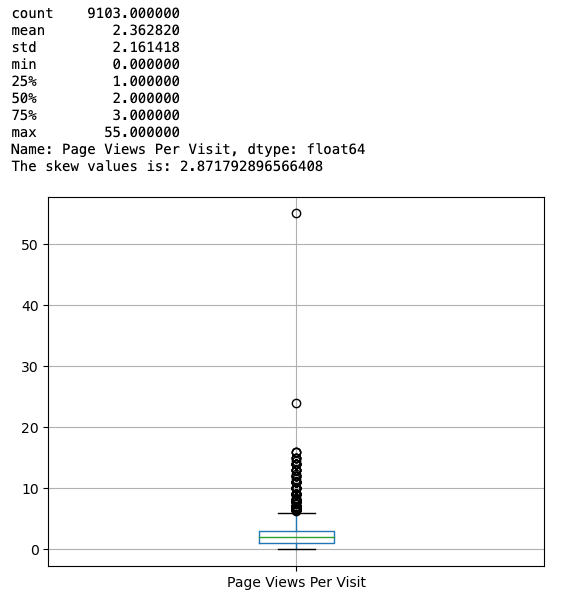 count    9103.000000
mean        2.362820
std         2.161418
min         0.000000
25%         1.000000
50%         2.000000
75%         3.000000
max        55.000000
Name: Page Views Per Visit, dtype: float64
The skew values is: 2.871792896566408
50
40
30
20
10
0
Page Views Per Visit